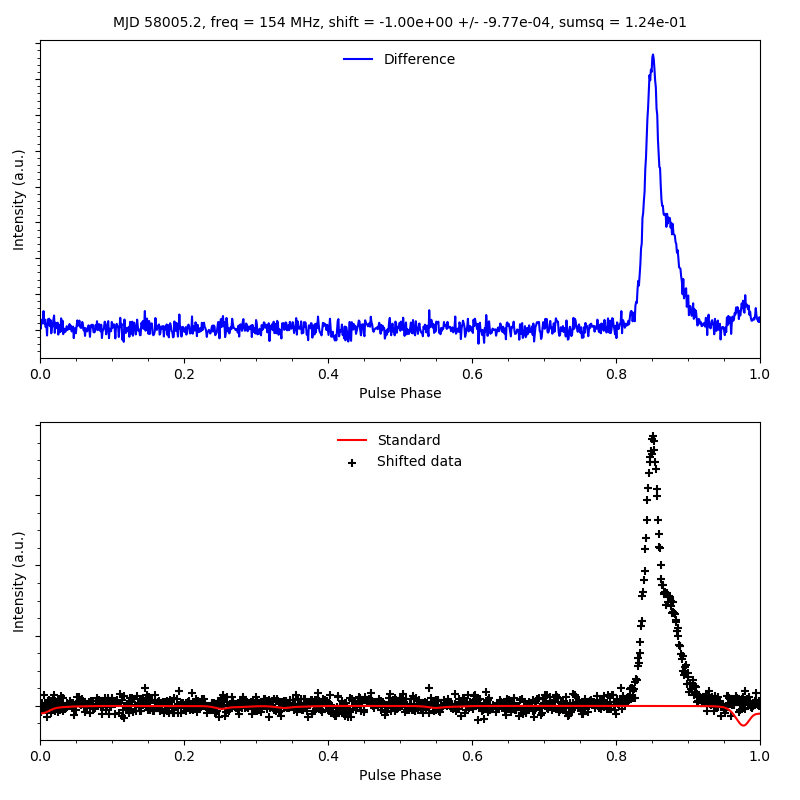 MJD 58005.2, freq = 154 MHz, shift = -1.00e+00 +/- -9.77e-04, sumsq = 1.24e-01
Difference
Intensity (a.u.)
0.0 0.2 0.4 0.6 0.8 1.0
Pulse Phase
Standard
Shifted data
Intensity (a.u.)
0.0 0.2 0.4 0.6 0.8 1.0
Pulse Phase